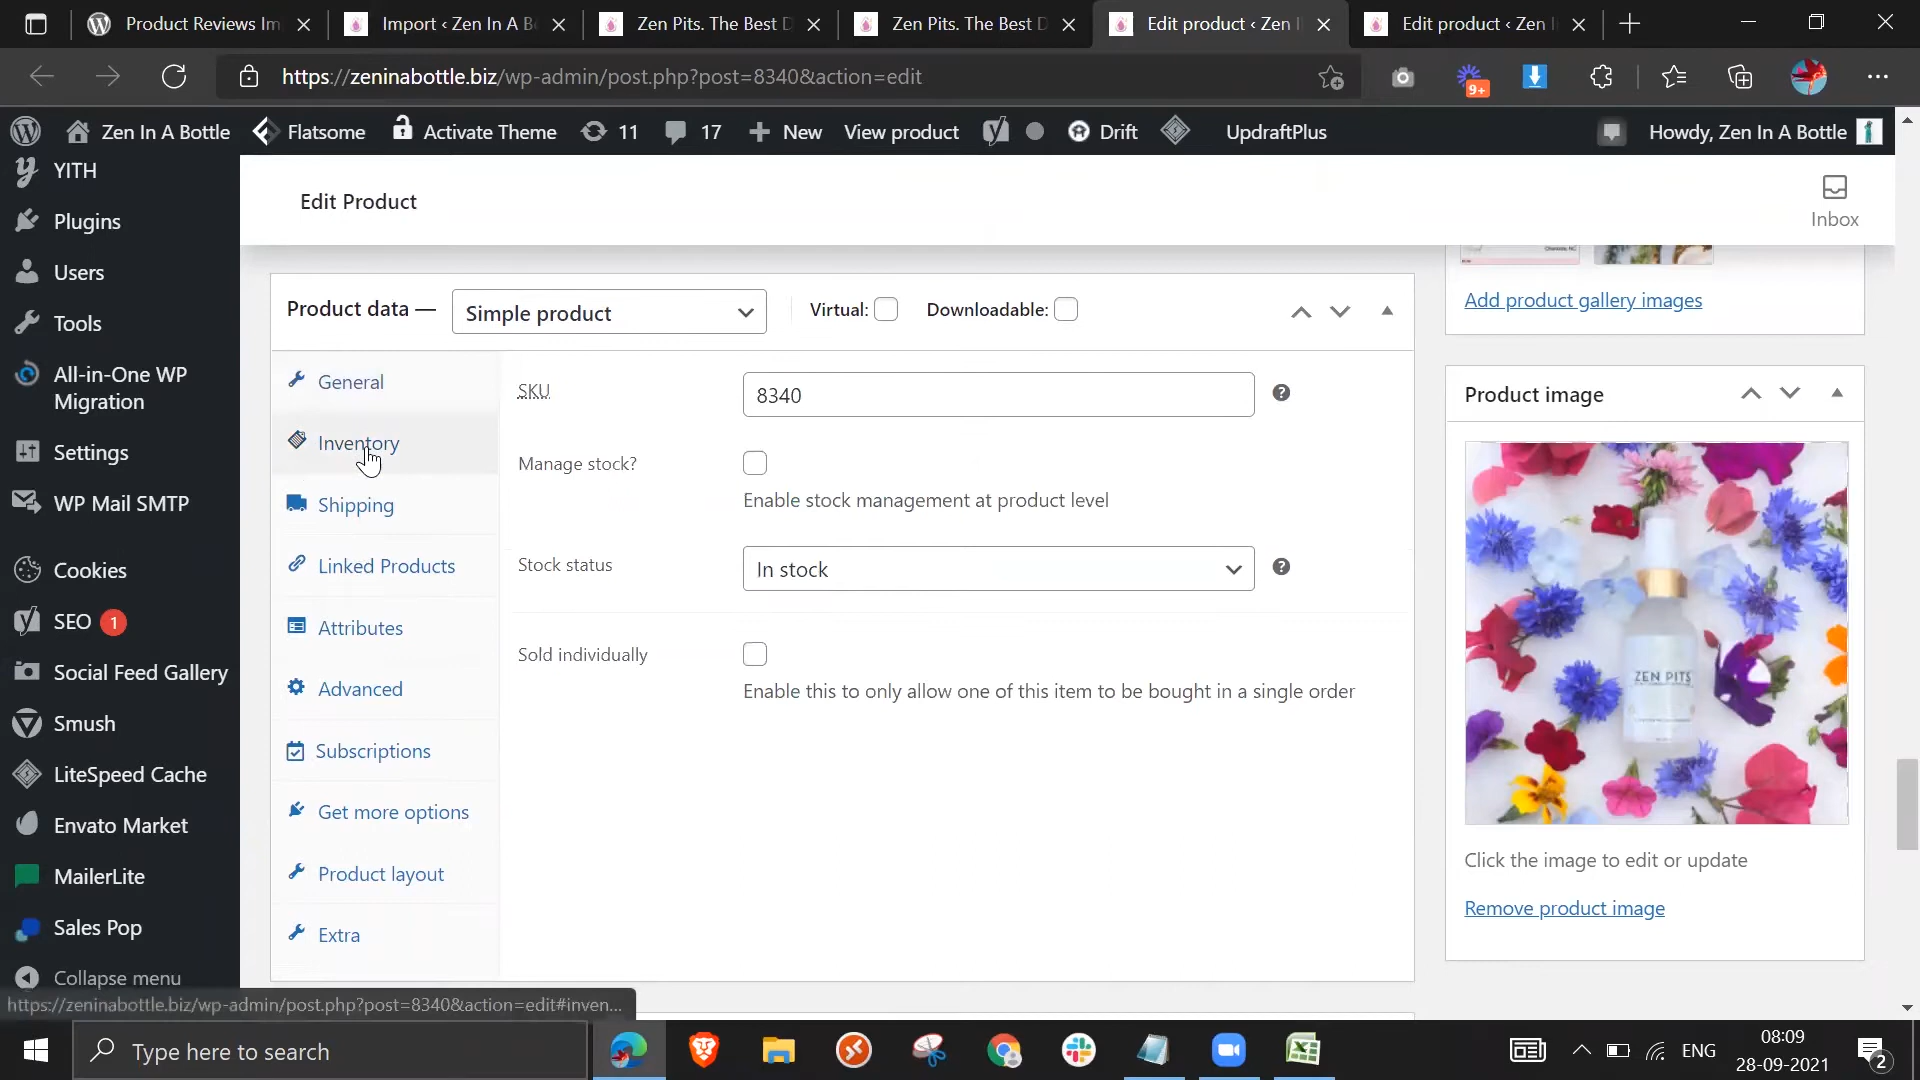 Product Reviews Im
Import ‹ Zen In A B
Zen Pits. The Best D
Zen Pits. The Best D
Edit product ‹ Zen I
Edit product ‹ Zen I
https://zeninabottle.biz/wp-admin/post.php?post=8340&action=edit
9+
Zen In A Bottle
Flatsome
Activate Theme
11
17
New
View product
Drift
UpdraftPlus
Howdy, Zen In A Bottle
YITH
Plugins
Users
Tools
All-in-One WP
Migration
Settings
WP Mail SMTP
Cookies
SEO 1
Social Feed Gallery
Smush
LiteSpeed Cache
Envato Market
MailerLite
Sales Pop
Collapse menu
Edit Product
Inbox
Product data —
Simple product
Virtual:
Downloadable:
General
Inventory
Shipping
Linked Products
Attributes
Advanced
Subscriptions
Get more options
Product layout
Extra
SKU
8340
Manage stock?
Enable stock management at product level
Stock status
In stock
Sold individually
Enable this to only allow one of this item to be bought in a single order
Add product gallery images
Product image
ZEN PITS
Click the image to edit or update
Remove product image
https://zeninabottle.biz/wp-admin/post.php?post=8340&action=edit#inven...
Type here to search
ENG
08:09
28-09-2021
2